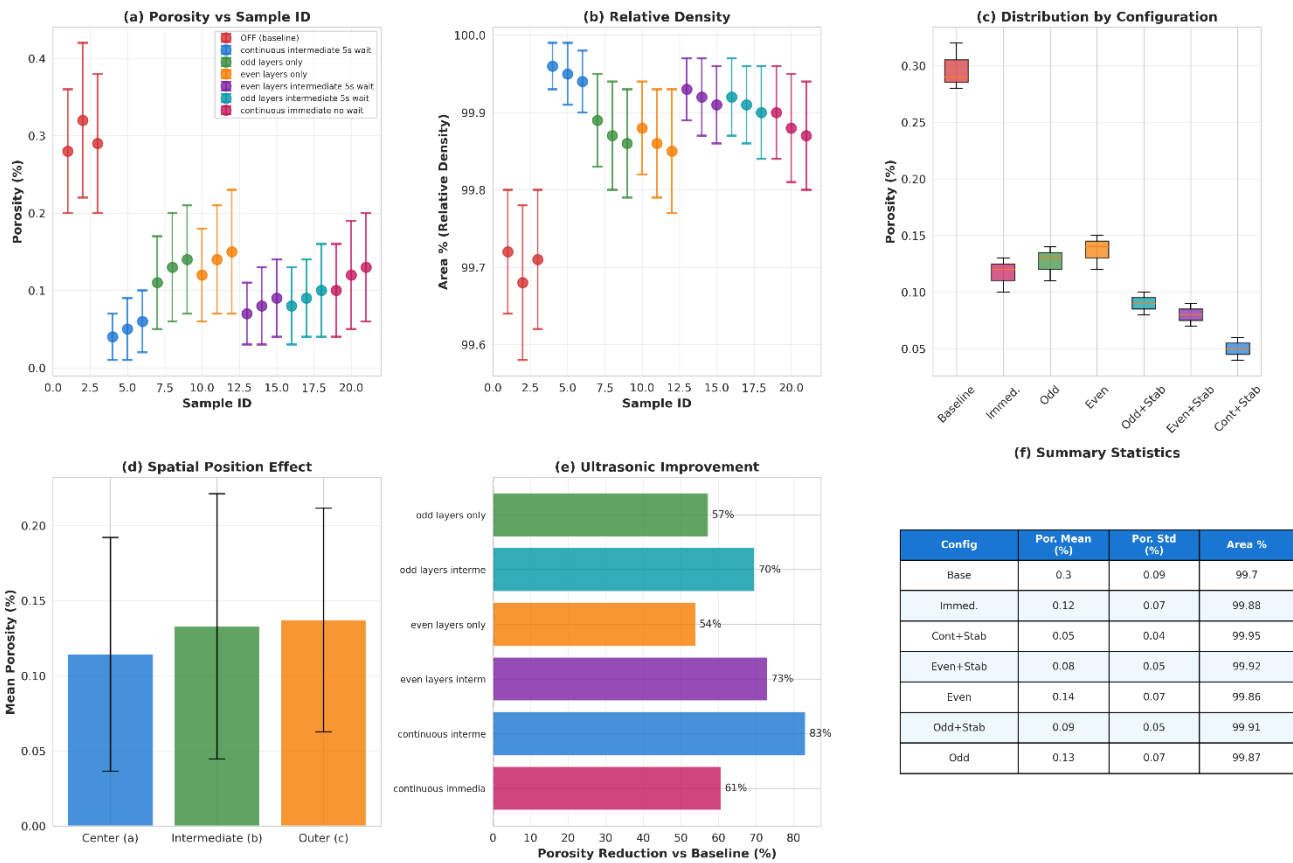 (a) Porosity vs Sample ID
Porosity (%)
0.4
0.3
0.2
0.1
0.0
OFF (baseline)
continuous intermediate 5s wait
odd layers only
even layers only
even layers intermediate 5s wait
odd layers intermediate 5s wait
continuous immediate no wait
0.0 2.5 5.0 7.5 10.0 12.5 15.0 17.5 20.0
Sample ID
(b) Relative Density
Area % (Relative Density)
100.0
99.9
99.8
99.7
99.6
0.0 2.5 5.0 7.5 10.0 12.5 15.0 17.5 20.0
Sample ID
(c) Distribution by Configuration
Porosity (%)
0.30
0.25
0.20
0.15
0.10
0.05
Baseline
Immed.
Odd
Even
Odd+Stab
Even+Stab
Cont+Stab
(d) Spatial Position Effect
Mean Porosity (%)
0.20
0.15
0.10
0.05
0.00
Center (a) Intermediate (b) Outer (c)
(e) Ultrasonic Improvement
odd layers only 57%
odd layers interme 70%
even layers only 54%
even layers interm 73%
continuous interme 83%
continuous immedia 61%
0 10 20 30 40 50 60 70 80
Porosity Reduction vs Baseline (%)
(f) Summary Statistics
Config Por. Mean (%) Por. Std (%) Area %
Base 0.3 0.09 99.7
Immed. 0.12 0.07 99.88
Cont+Stab 0.05 0.04 99.95
Even+Stab 0.08 0.05 99.92
Even 0.14 0.07 99.86
Odd+Stab 0.09 0.05 99.91
Odd 0.13 0.07 99.87